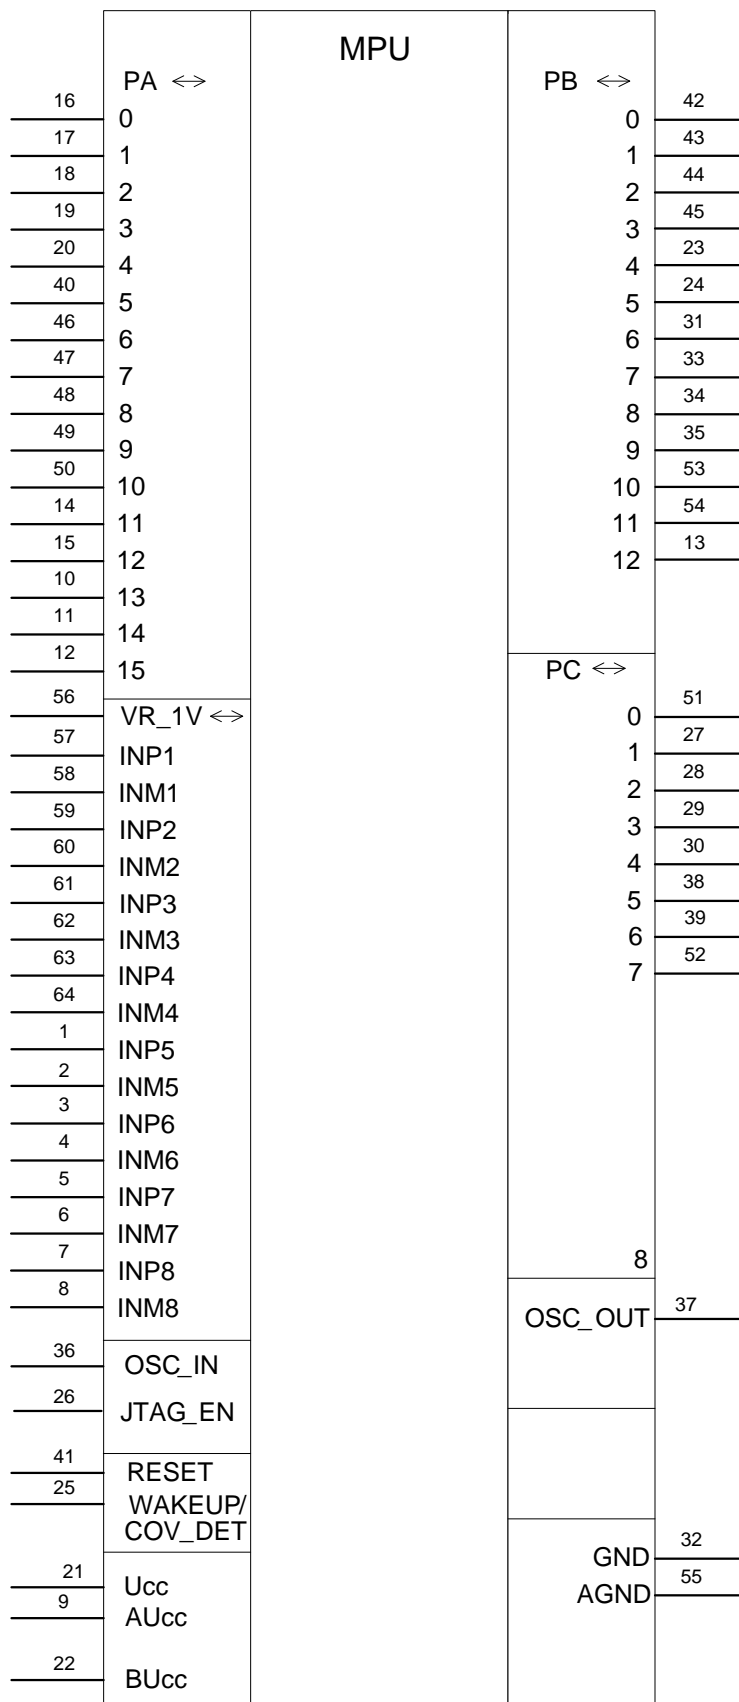 MPU
PA ↔
16 0
17 1
18 2
19 3
20 4
40 5
46 6
47 7
48 8
49 9
50 10
14 11
15 12
10 13
11 14
12 15
56 VR_1V ↔
57 INP1
58 INM1
59 INP2
60 INM2
61 INP3
62 INM3
63 INP4
64 INM4
1 INP5
2 INM5
3 INP6
4 INM6
5 INP7
6 INM7
7 INP8
8 INM8
36 OSC_IN
26 JTAG_EN
41 RESET
25 WAKEUP/
COV_DET
21 Ucc
9 AUcc
22 BUcc
PB ↔
0 42
1 43
2 44
3 45
4 23
5 24
6 31
7 33
8 34
9 35
10 53
11 54
12 13
PC ↔
0 51
1 27
2 28
3 29
4 30
5 38
6 39
7 52
8
OSC_OUT 37
GND 32
AGND 55